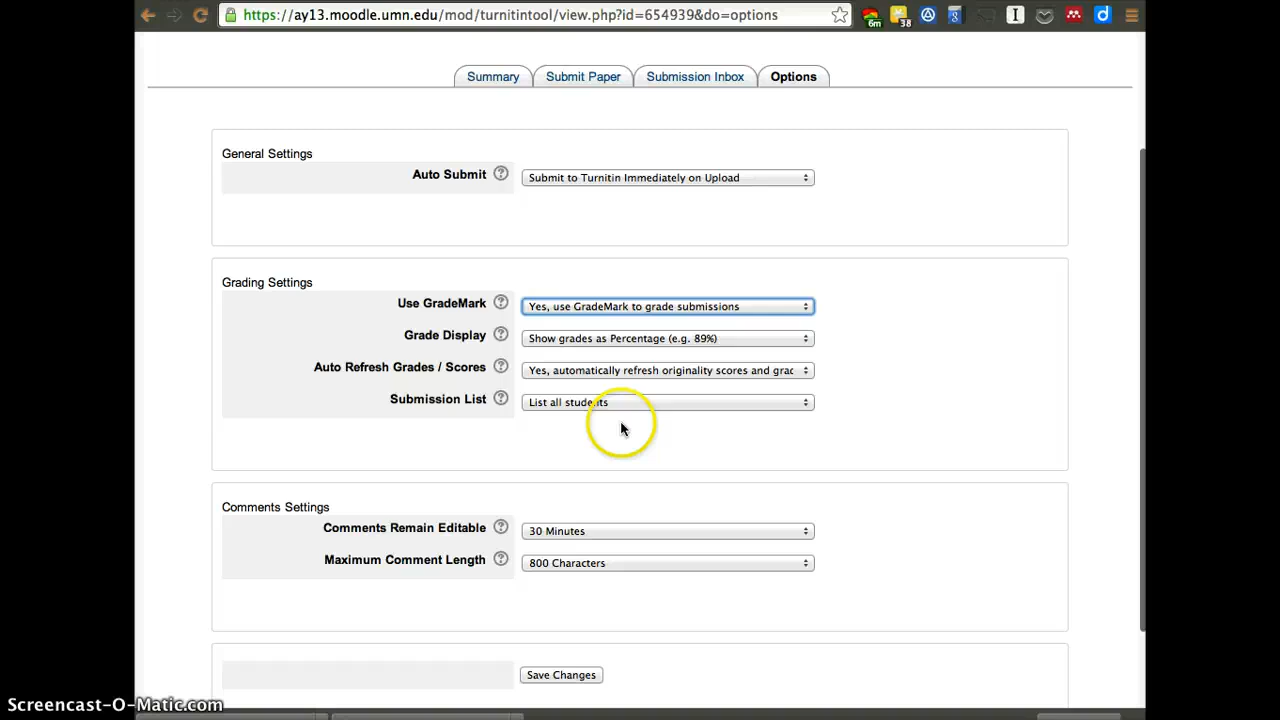 https://ay13.moodle.umn.edu/mod/turnitintool/view.php?id=654939&do=options
6m
38
Summary
Submit Paper
Submission Inbox
Options
General Settings
Auto Submit ? Submit to Turnitin Immediately on Upload
Grading Settings
Use GradeMark ? Yes, use GradeMark to grade submissions
Grade Display ? Show grades as Percentage (e.g. 89%)
Auto Refresh Grades / Scores ? Yes, automatically refresh originality scores and grac
Submission List ? List all students
Comments Settings
Comments Remain Editable ? 30 Minutes
Maximum Comment Length ? 800 Characters
Save Changes
Screencast-O-Matic.com